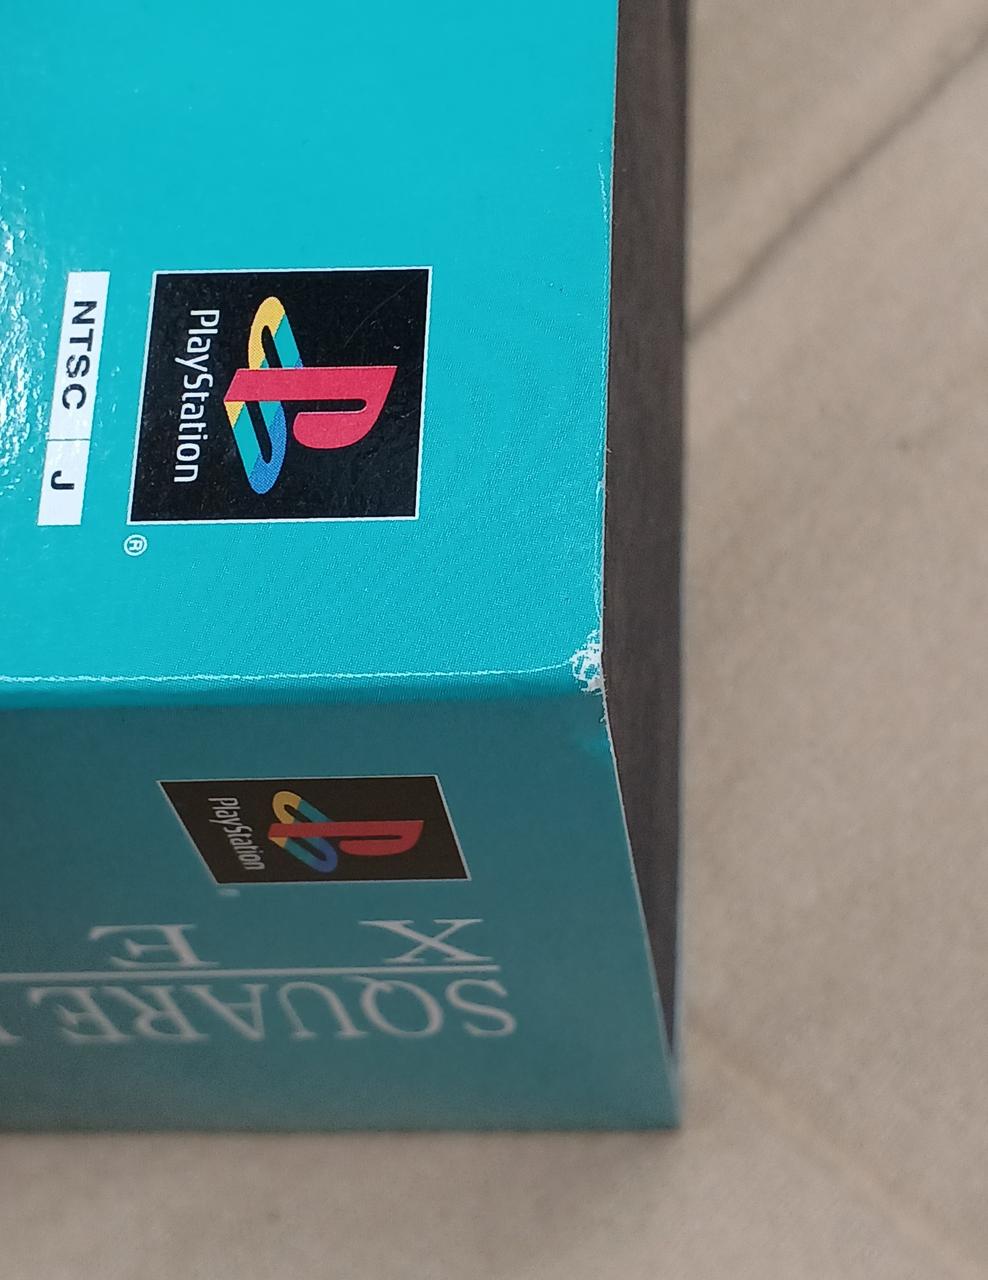 PlayStation
®
NTSC J
PlayStation
SQUARE
X E